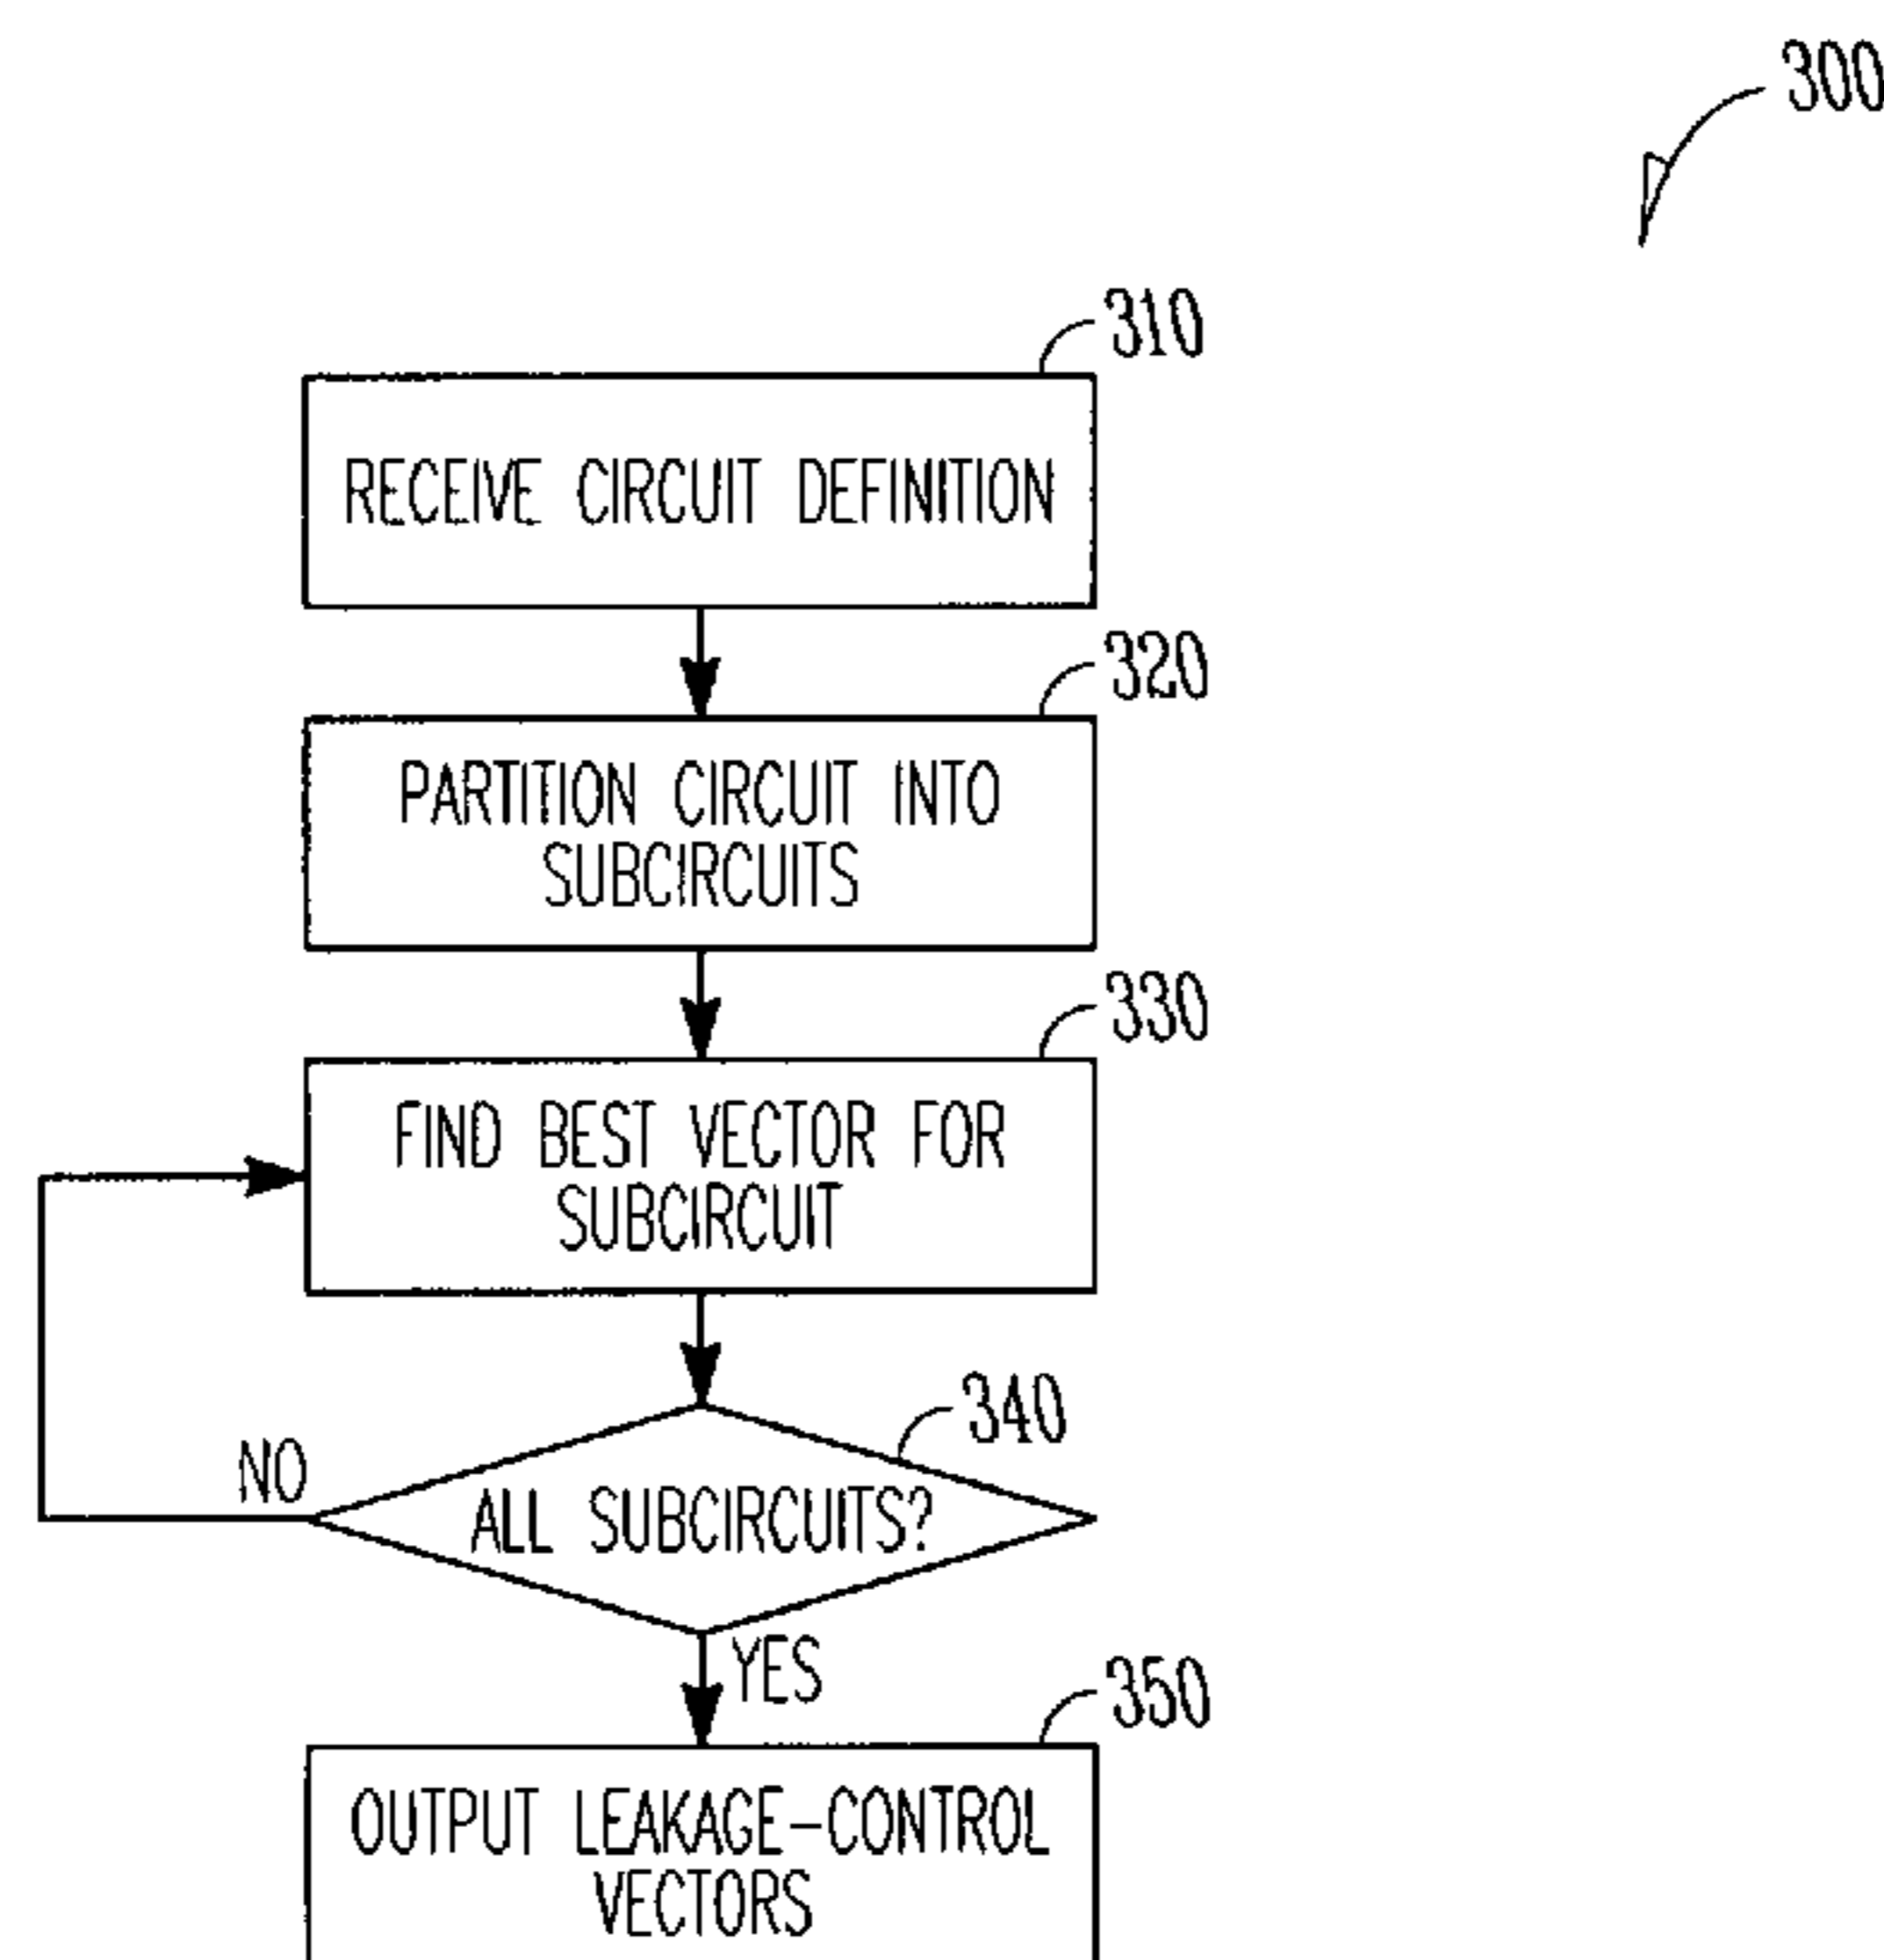 300
310
RECEIVE CIRCUIT DEFINITION
320
PARTITION CIRCUIT INTO
SUBCIRCUITS
330
FIND BEST VECTOR FOR
SUBCIRCUIT
340
NO
ALL SUBCIRCUITS?
YES
350
OUTPUT LEAKAGE-CONTROL
VECTORS